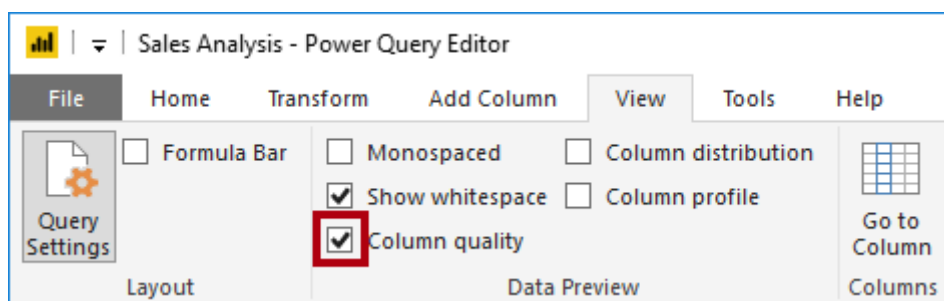 Sales Analysis - Power Query Editor
File Home Transform Add Column View Tools Help
Formula Bar Monospaced Column distribution
Show whitespace Column profile
Query Settings Column quality Go to Column
Layout Data Preview Columns